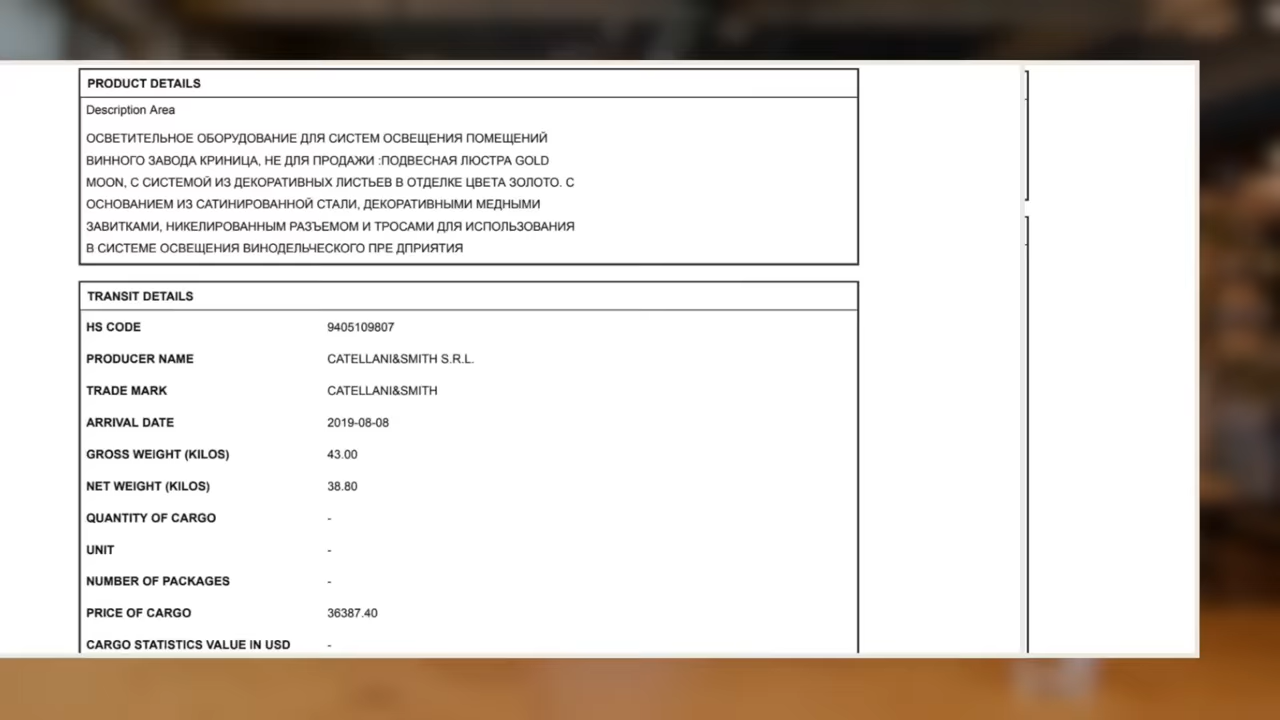 PRODUCT DETAILS
Description Area
ОСВЕТИТЕЛЬНОЕ ОБОРУДОВАНИЕ ДЛЯ СИСТЕМ ОСВЕЩЕНИЯ ПОМЕЩЕНИЙ
ВИННОГО ЗАВОДА КРИНИЦА, НЕ ДЛЯ ПРОДАЖИ :ПОДВЕСНАЯ ЛЮСТРА GOLD
MOON, С СИСТЕМОЙ ИЗ ДЕКОРАТИВНЫХ ЛИСТЬЕВ В ОТДЕЛКЕ ЦВЕТА ЗОЛОТО. С
ОСНОВАНИЕМ ИЗ САТИНИРОВАННОЙ СТАЛИ, ДЕКОРАТИВНЫМИ МЕДНЫМИ
ЗАВИТКАМИ, НИКЕЛИРОВАННЫМ РАЗЪЕМОМ И ТРОСАМИ ДЛЯ ИСПОЛЬЗОВАНИЯ
В СИСТЕМЕ ОСВЕЩЕНИЯ ВИНОДЕЛЬЧЕСКОГО ПРЕ ДПРИЯТИЯ
TRANSIT DETAILS
HS CODE 9405109807
PRODUCER NAME CATELLANI&SMITH S.R.L.
TRADE MARK CATELLANI&SMITH
ARRIVAL DATE 2019-08-08
GROSS WEIGHT (KILOS) 43.00
NET WEIGHT (KILOS) 38.80
QUANTITY OF CARGO -
UNIT -
NUMBER OF PACKAGES -
PRICE OF CARGO 36387.40
CARGO STATISTICS VALUE IN USD -